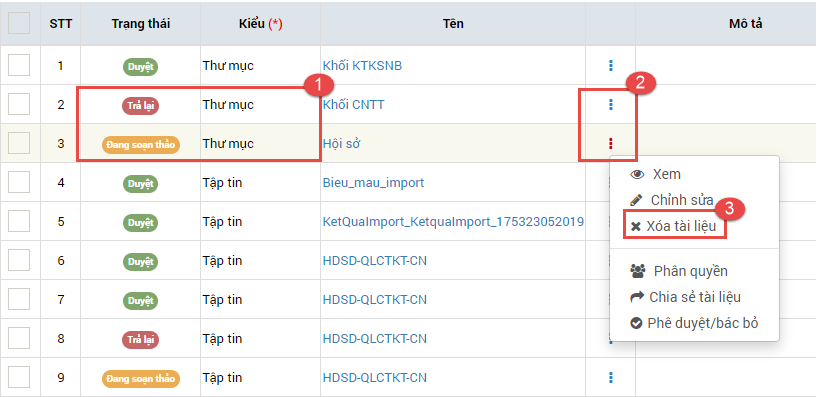 STT Trạng thái Kiểu (*) Tên Mô tả
1 Duyệt Thư mục Khối KTKSNB
1 2
2 Trả lại Thư mục Khối CNTT
3 Đang soạn thảo Thư mục Hội sở
4 Duyệt Tập tin Bieu_mau_import
5 Duyệt Tập tin KetQuaImport_KetquaImport_175323052019
6 Duyệt Tập tin HDSD-QLCTKT-CN
7 Duyệt Tập tin HDSD-QLCTKT-CN
8 Trả lại Tập tin HDSD-QLCTKT-CN
9 Đang soạn thảo Tập tin HDSD-QLCTKT-CN
Xem
Chỉnh sửa
3
Xóa tài liệu
Phân quyền
Chia sẻ tài liệu
Phê duyệt/bác bỏ